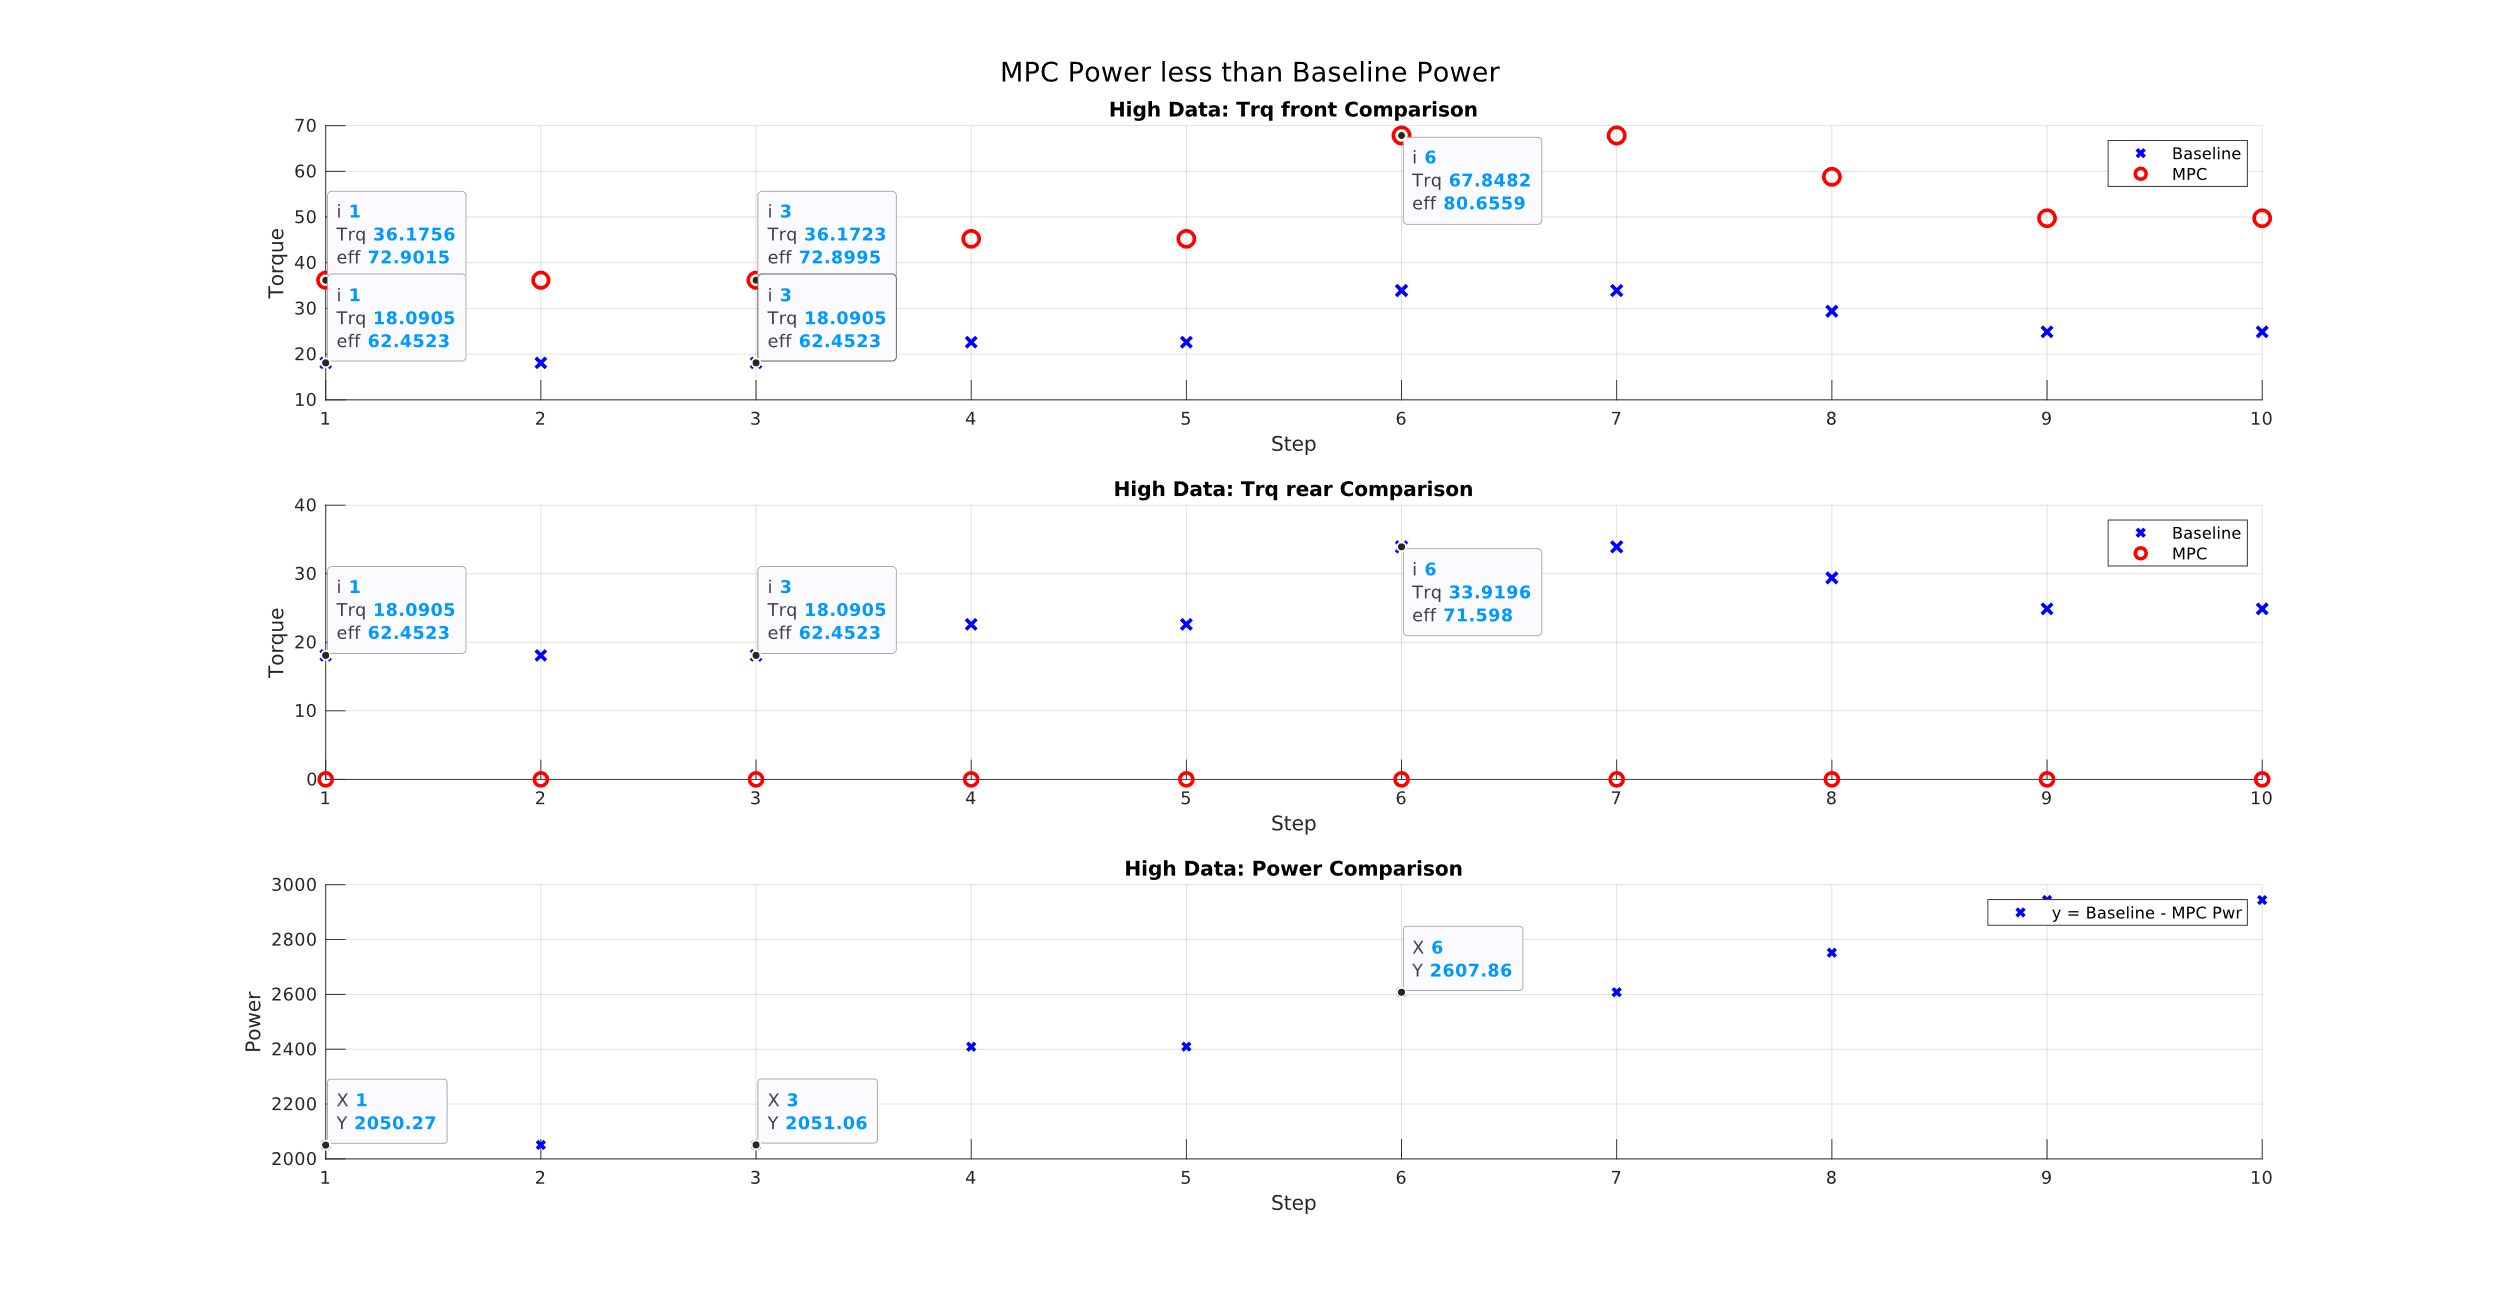 MPC Power less than Baseline Power
High Data: Trq front Comparison
Torque
70
60
50
40
30
20
10
i 1
Trq 36.1756
eff 72.9015
i 1
Trq 18.0905
eff 62.4523
i 3
Trq 36.1723
eff 72.8995
i 3
Trq 18.0905
eff 62.4523
i 6
Trq 67.8482
eff 80.6559
Baseline
MPC
1 2 3 4 5 6 7 8 9 10
Step
High Data: Trq rear Comparison
Torque
40
30
20
10
0
i 1
Trq 18.0905
eff 62.4523
i 3
Trq 18.0905
eff 62.4523
i 6
Trq 33.9196
eff 71.598
Baseline
MPC
1 2 3 4 5 6 7 8 9 10
Step
High Data: Power Comparison
Power
3000
2800
2600
2400
2200
2000
X 1
Y 2050.27
X 3
Y 2051.06
X 6
Y 2607.86
y = Baseline - MPC Pwr
1 2 3 4 5 6 7 8 9 10
Step